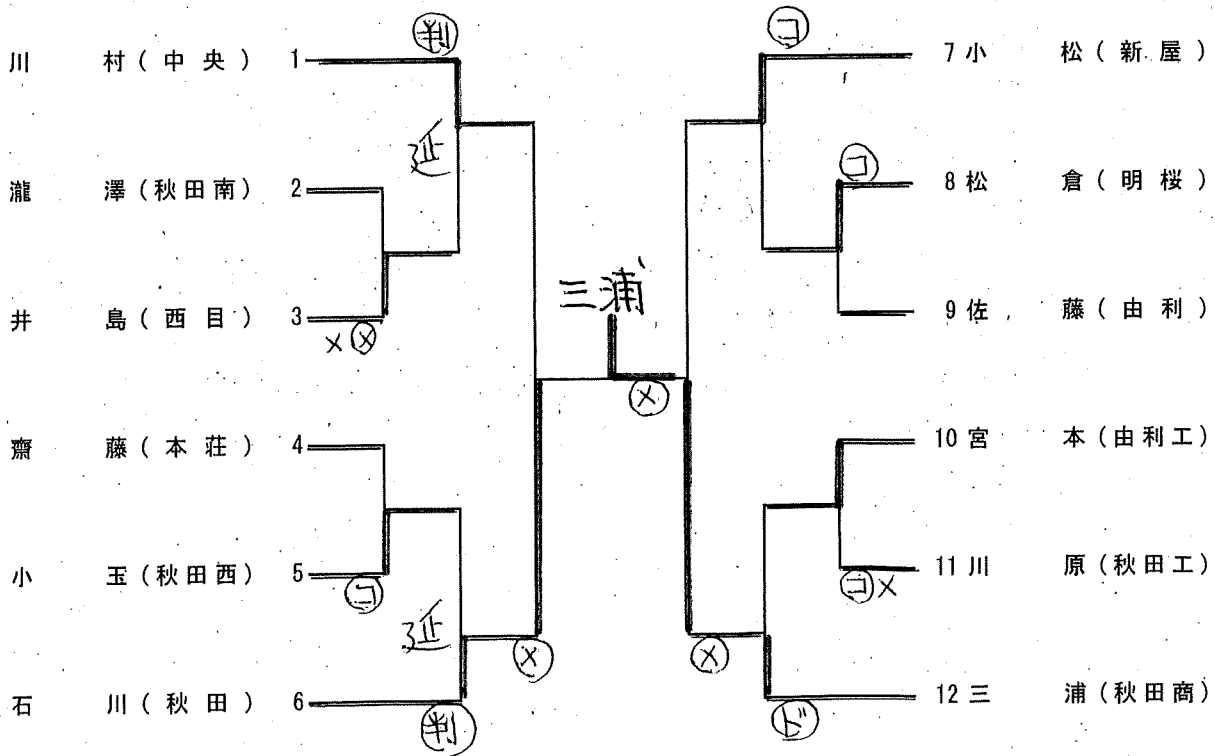 川村(中央) 1
瀧澤(秋田南) 2
井島(西目) 3
齋藤(本荘) 4
小玉(秋田西) 5
石川(秋田) 6
判
延
×メ
コ
延
判
メ
三浦
メ
メ
コ
コ
コ×
ド
7 小松(新屋)
8 松倉(明桜)
9 佐藤(由利)
10 宮本(由利工)
11 川原(秋田工)
12 三浦(秋田商)